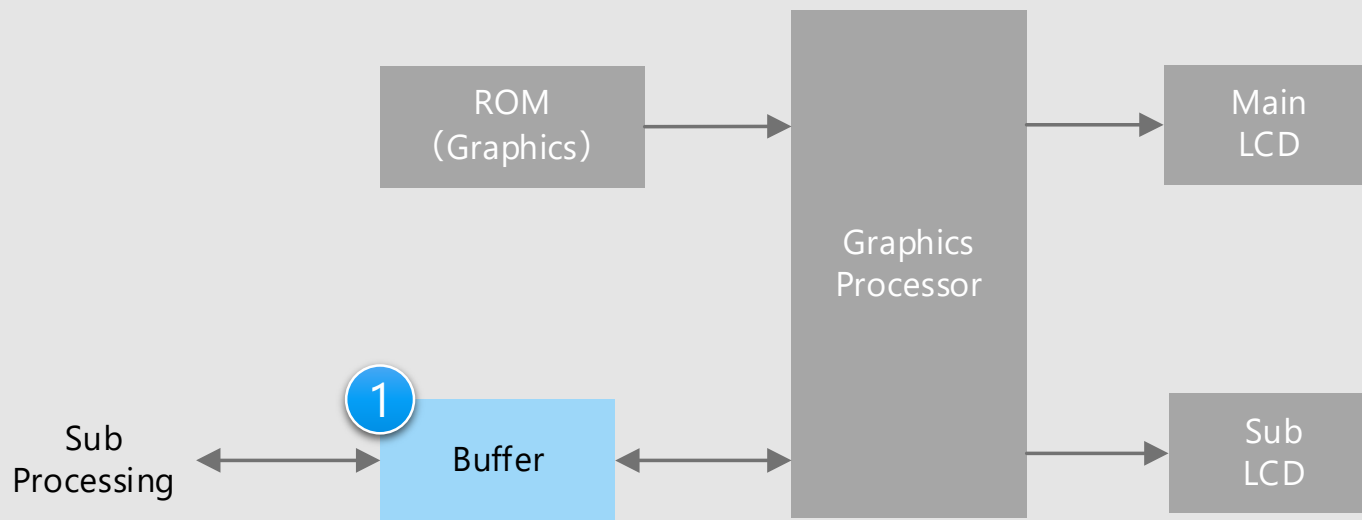 ROM
（Graphics）
Main
LCD
Graphics
Processor
1
Sub
Processing
Buffer
Sub
LCD